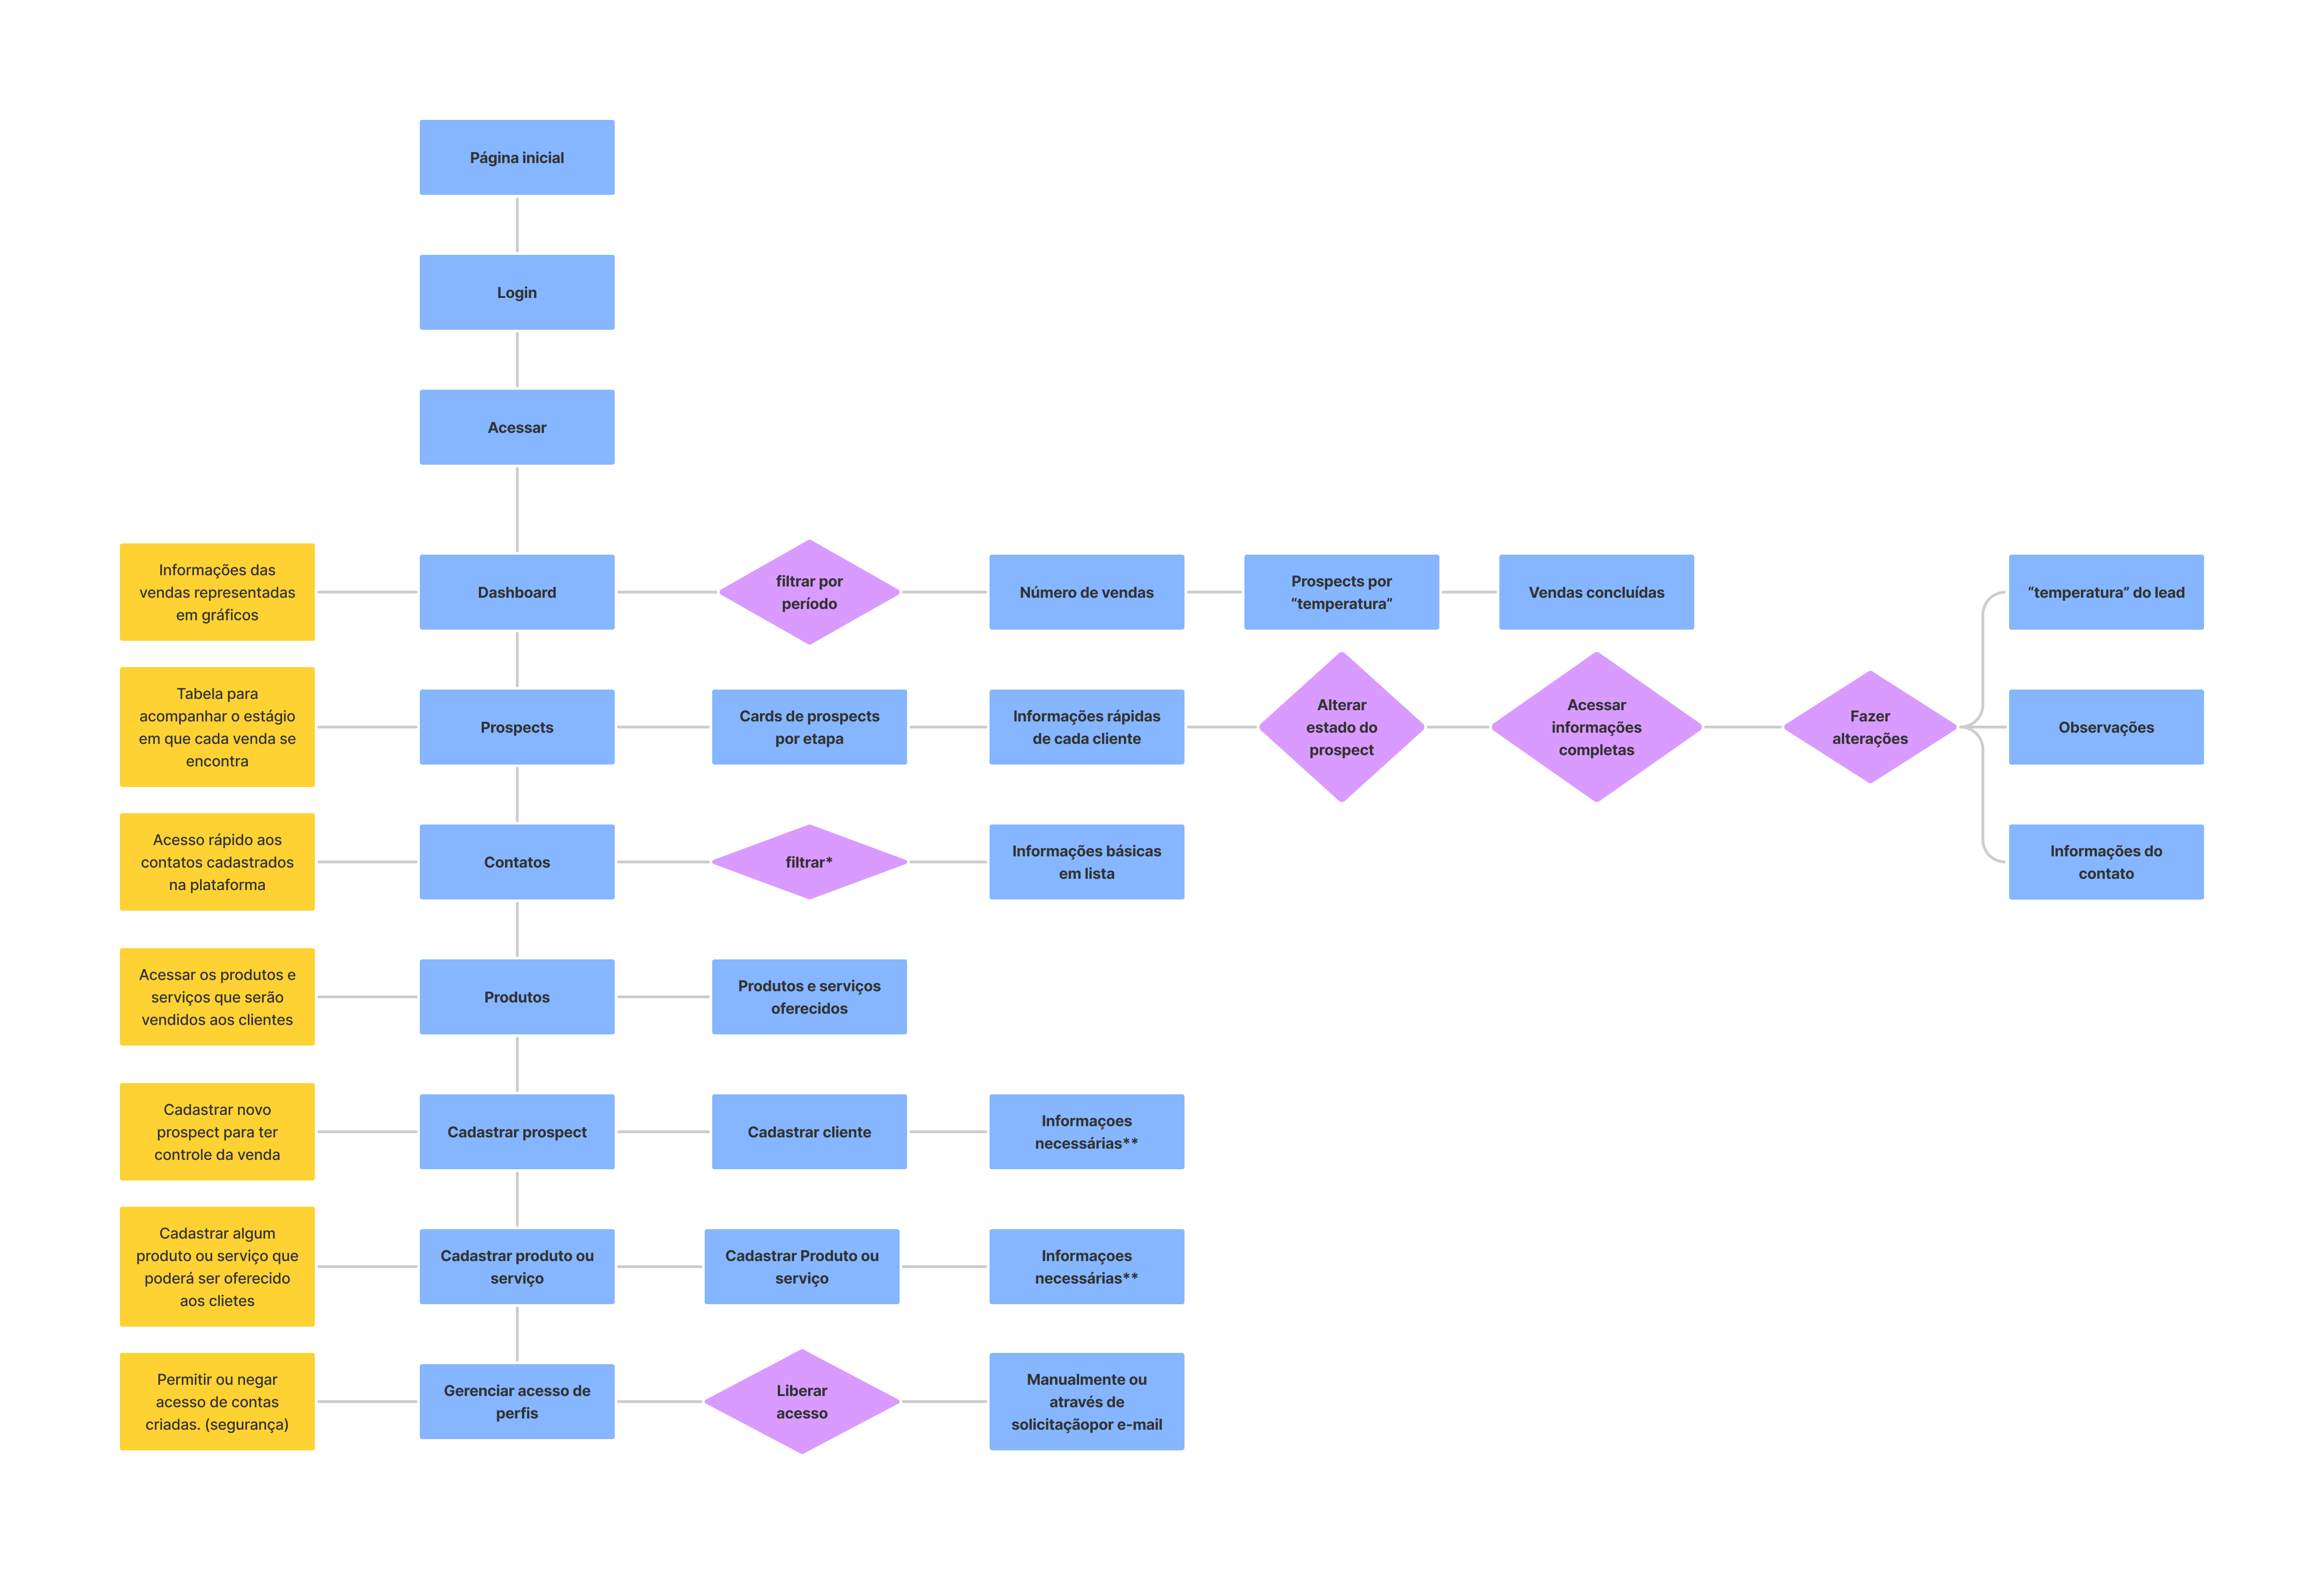 Página inicial
Login
Acessar
Informações das
vendas representadas
em gráficos
Dashboard
filtrar por
período
Número de vendas
Prospects por
“temperatura”
Vendas concluídas
“temperatura” do lead
Tabela para
acompanhar o estágio
em que cada venda se
encontra
Prospects
Cards de prospects
por etapa
Informações rápidas
de cada cliente
Alterar
estado do
prospect
Acessar
informações
completas
Fazer
alterações
Observações
Acesso rápido aos
contatos cadastrados
na plataforma
Contatos
filtrar*
Informações básicas
em lista
Informações do
contato
Acessar os produtos e
serviços que serão
vendidos aos clientes
Produtos
Produtos e serviços
oferecidos
Cadastrar novo
prospect para ter
controle da venda
Cadastrar prospect
Cadastrar cliente
Informaçoes
necessárias**
Cadastrar algum
produto ou serviço que
poderá ser oferecido
aos clietes
Cadastrar produto ou
serviço
Cadastrar Produto ou
serviço
Informaçoes
necessárias**
Permitir ou negar
acesso de contas
criadas. (segurança)
Gerenciar acesso de
perfis
Liberar
acesso
Manualmente ou
através de
solicitaçãopor e-mail